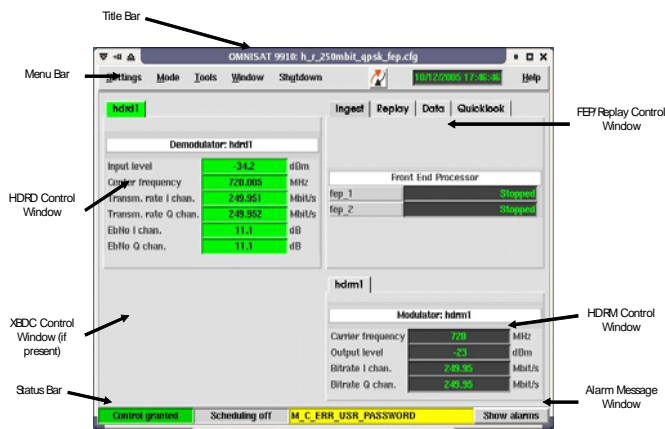 Title Bar
OMNISAT 9910: h_r_250mbit_qpsk_fep.cfg
Menu Bar
Settings Mode Tools Window Shutdown 10/12/2005 17:46:46 Help
hdrd1
Ingest Replay Data Quicklook
FEP/Replay Control
Window
Demodulator: hdrd1
Input level -34.2 dBm
Carrier frequency 720.005 MHz
Transm. rate I chan. 249.951 Mbit/s
Transm. rate Q chan. 249.952 Mbit/s
EbNo I chan. 11.1 dB
EbNo Q chan. 11.1 dB
HDRD Control
Window
Front End Processor
fep_1 Stopped
fep_2 Stopped
hdrm1
Modulator: hdrm1
Carrier frequency 720 MHz
Output level -23 dBm
Bitrate I chan. 249.95 Mbit/s
Bitrate Q chan. 249.95 Mbit/s
HDRM
Control
Window
XBDC Control
Window (if
present)
Status Bar
Control granted Scheduling off M_C_ERR_USR_PASSWORD Show alarms
Alarm Message
Window